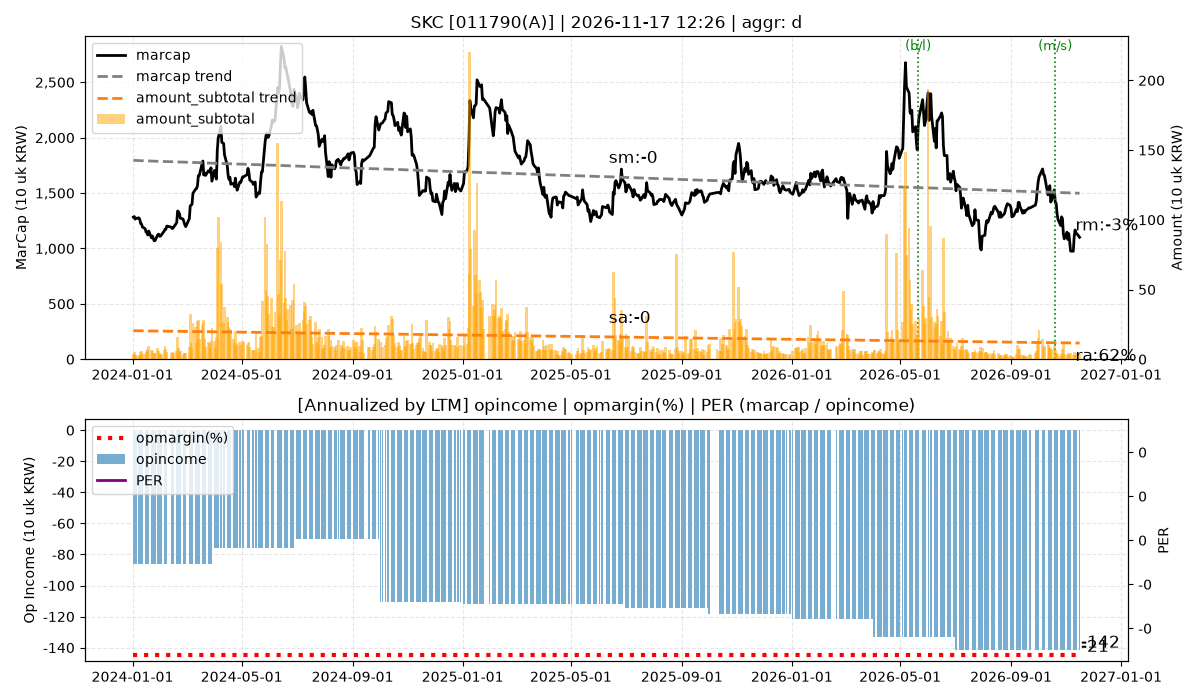 SKC [011790(A)] | 2026-11-17 12:26 | aggr: d
(b/l)
(m/s)
marcap
marcap trend
amount_subtotal trend
amount_subtotal
2,500
2,000
1,500
1,000
500
0
MarCap (10 uk KRW)
200
150
100
50
0
Amount (10 uk KRW)
sm:-0
rm:-3%
sa:-0
ra:62%
2024-01-01
2024-05-01
2024-09-01
2025-01-01
2025-05-01
2025-09-01
2026-01-01
2026-05-01
2026-09-01
2027-01-01
[Annualized by LTM] opincome | opmargin(%) | PER (marcap / opincome)
opmargin(%)
opincome
PER
0
-20
-40
-60
-80
-100
-120
-140
Op Income (10 uk KRW)
0
0
0
-0
-0
PER
-142
-21
2024-01-01
2024-05-01
2024-09-01
2025-01-01
2025-05-01
2025-09-01
2026-01-01
2026-05-01
2026-09-01
2027-01-01